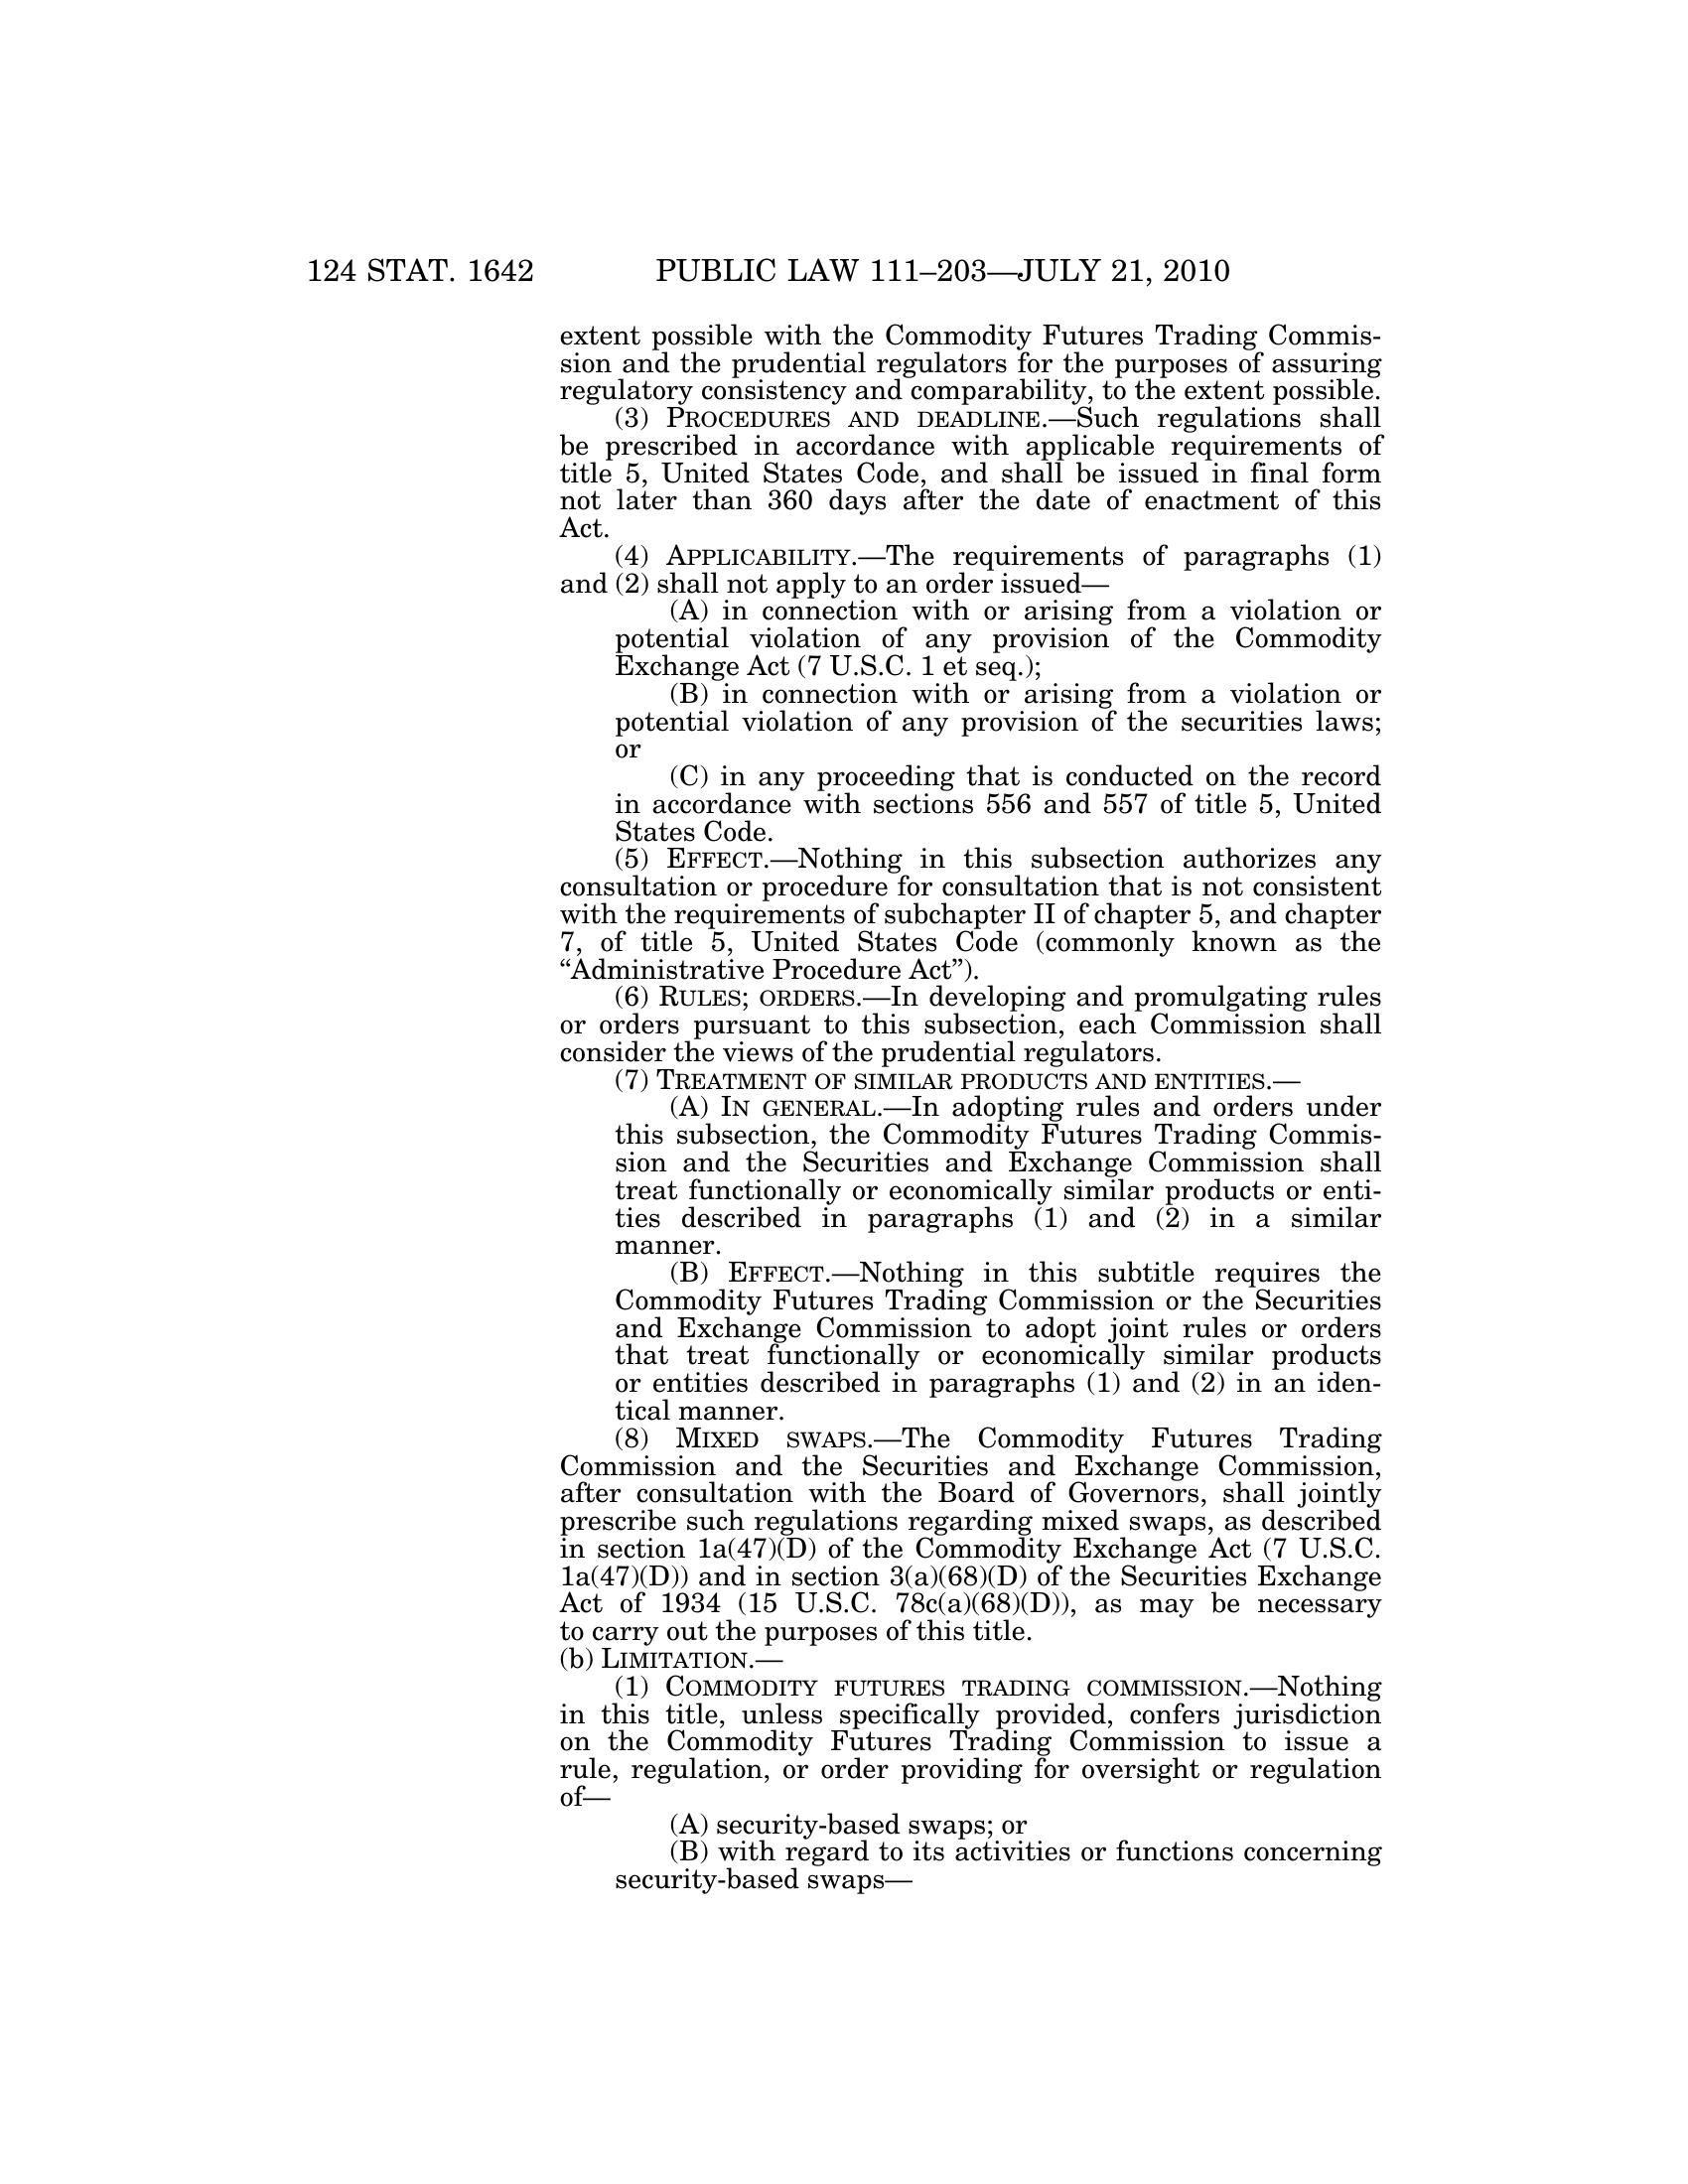 124 STAT. 1642 PUBLIC LAW 111–203—JULY 21, 2010
extent possible with the Commodity Futures Trading Commis-
sion and the prudential regulators for the purposes of assuring
regulatory consistency and comparability, to the extent possible.
(3) PROCEDURES AND DEADLINE.—Such regulations shall
be prescribed in accordance with applicable requirements of
title 5, United States Code, and shall be issued in final form
not later than 360 days after the date of enactment of this
Act.
(4) APPLICABILITY.—The requirements of paragraphs (1)
and (2) shall not apply to an order issued—
(A) in connection with or arising from a violation or
potential violation of any provision of the Commodity
Exchange Act (7 U.S.C. 1 et seq.);
(B) in connection with or arising from a violation or
potential violation of any provision of the securities laws;
or
(C) in any proceeding that is conducted on the record
in accordance with sections 556 and 557 of title 5, United
States Code.
(5) EFFECT.—Nothing in this subsection authorizes any
consultation or procedure for consultation that is not consistent
with the requirements of subchapter II of chapter 5, and chapter
7, of title 5, United States Code (commonly known as the
“Administrative Procedure Act”).
(6) RULES; ORDERS.—In developing and promulgating rules
or orders pursuant to this subsection, each Commission shall
consider the views of the prudential regulators.
(7) TREATMENT OF SIMILAR PRODUCTS AND ENTITIES.—
(A) IN GENERAL.—In adopting rules and orders under
this subsection, the Commodity Futures Trading Commis-
sion and the Securities and Exchange Commission shall
treat functionally or economically similar products or enti-
ties described in paragraphs (1) and (2) in a similar
manner.
(B) EFFECT.—Nothing in this subtitle requires the
Commodity Futures Trading Commission or the Securities
and Exchange Commission to adopt joint rules or orders
that treat functionally or economically similar products
or entities described in paragraphs (1) and (2) in an iden-
tical manner.
(8) MIXED SWAPS.—The Commodity Futures Trading
Commission and the Securities and Exchange Commission,
after consultation with the Board of Governors, shall jointly
prescribe such regulations regarding mixed swaps, as described
in section 1a(47)(D) of the Commodity Exchange Act (7 U.S.C.
1a(47)(D)) and in section 3(a)(68)(D) of the Securities Exchange
Act of 1934 (15 U.S.C. 78c(a)(68)(D)), as may be necessary
to carry out the purposes of this title.
(b) LIMITATION.—
(1) COMMODITY FUTURES TRADING COMMISSION.—Nothing
in this title, unless specifically provided, confers jurisdiction
on the Commodity Futures Trading Commission to issue a
rule, regulation, or order providing for oversight or regulation
of—
(A) security-based swaps; or
(B) with regard to its activities or functions concerning
security-based swaps—